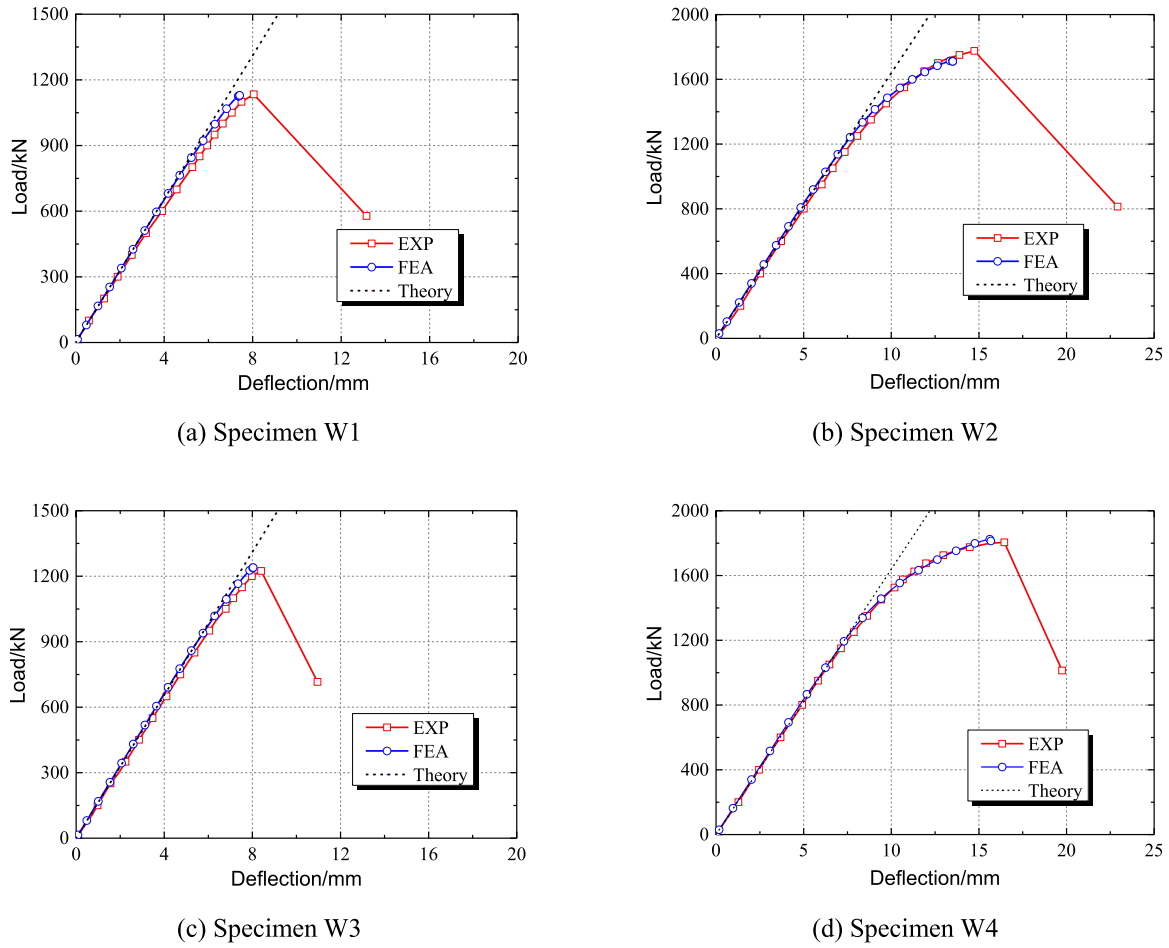 1500
1200
900
600
300
0
Load/kN
EXP
FEA
Theory
0 4 8 12 16 20
Deflection/mm
(a) Specimen W1
2000
1600
1200
800
400
0
Load/kN
EXP
FEA
Theory
0 5 10 15 20 25
Deflection/mm
(b) Specimen W2
1500
1200
900
600
300
0
Load/kN
EXP
FEA
Theory
0 4 8 12 16 20
Deflection/mm
(c) Specimen W3
2000
1600
1200
800
400
0
Load/kN
EXP
FEA
Theory
0 5 10 15 20 25
Deflection/mm
(d) Specimen W4